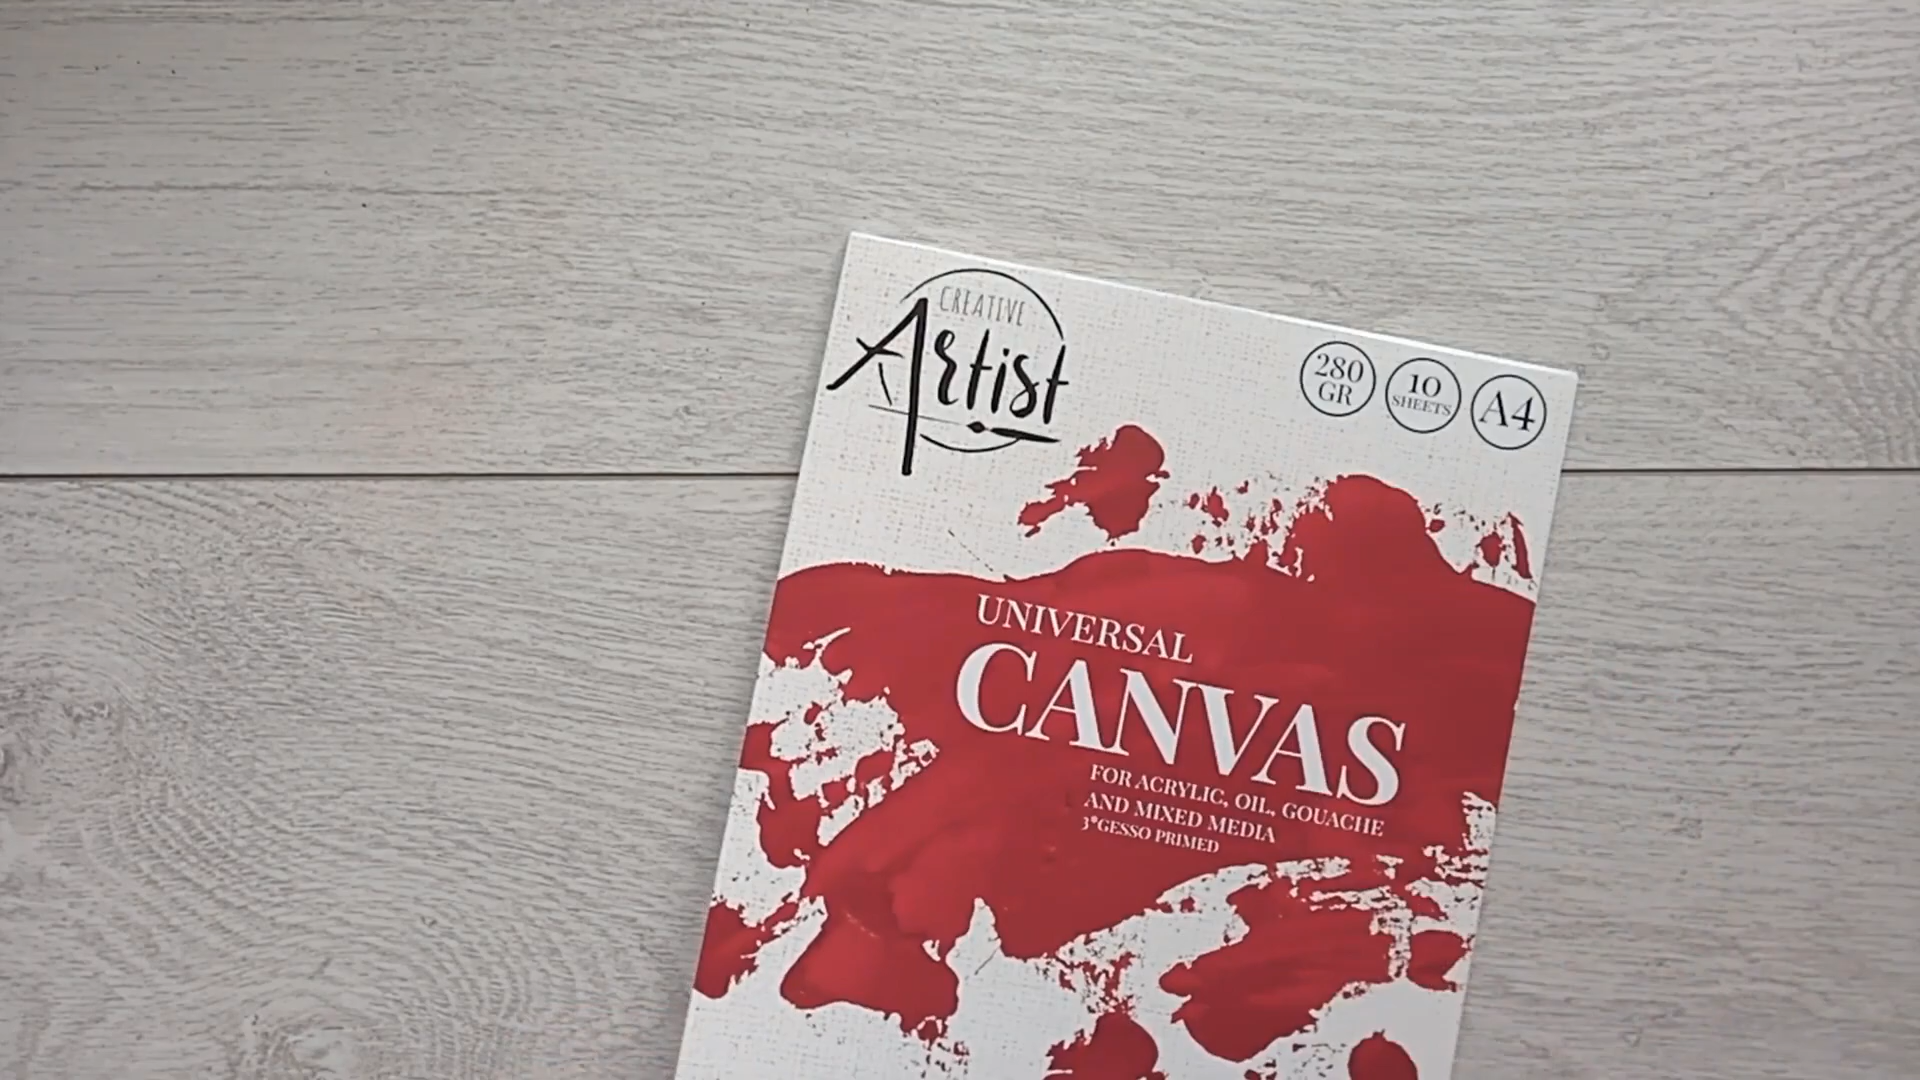 CREATIVE
Artist
280
GR
10
SHEETS
A4
UNIVERSAL
CANVAS
FOR ACRYLIC, OIL, GOUACHE
AND MIXED MEDIA
3*GESSO PRIMED